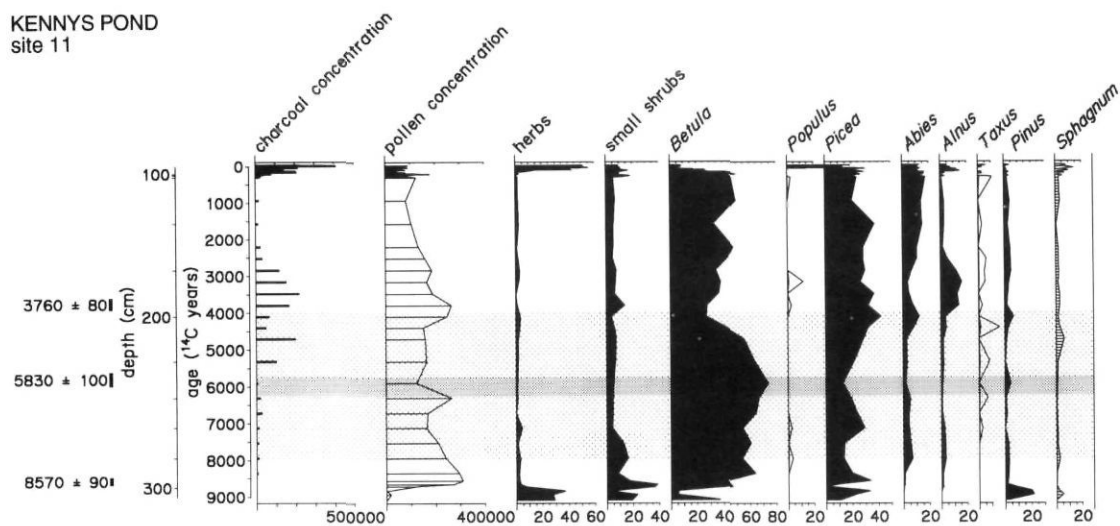 KENNYS POND
site 11
charcoal concentration
pollen concentration
herbs
small shrubs
Betula
Populus
Picea
Abies
Alnus
Taxus
Pinus
Sphagnum
depth (cm)
100
200
300
3760 ± 80
5830 ± 100
8570 ± 90
age (¹⁴C years)
0
1000
2000
3000
4000
5000
6000
7000
8000
9000
500000
400000
20 40 60
20 40
20 40 60 80
20 40
20
20
20
20